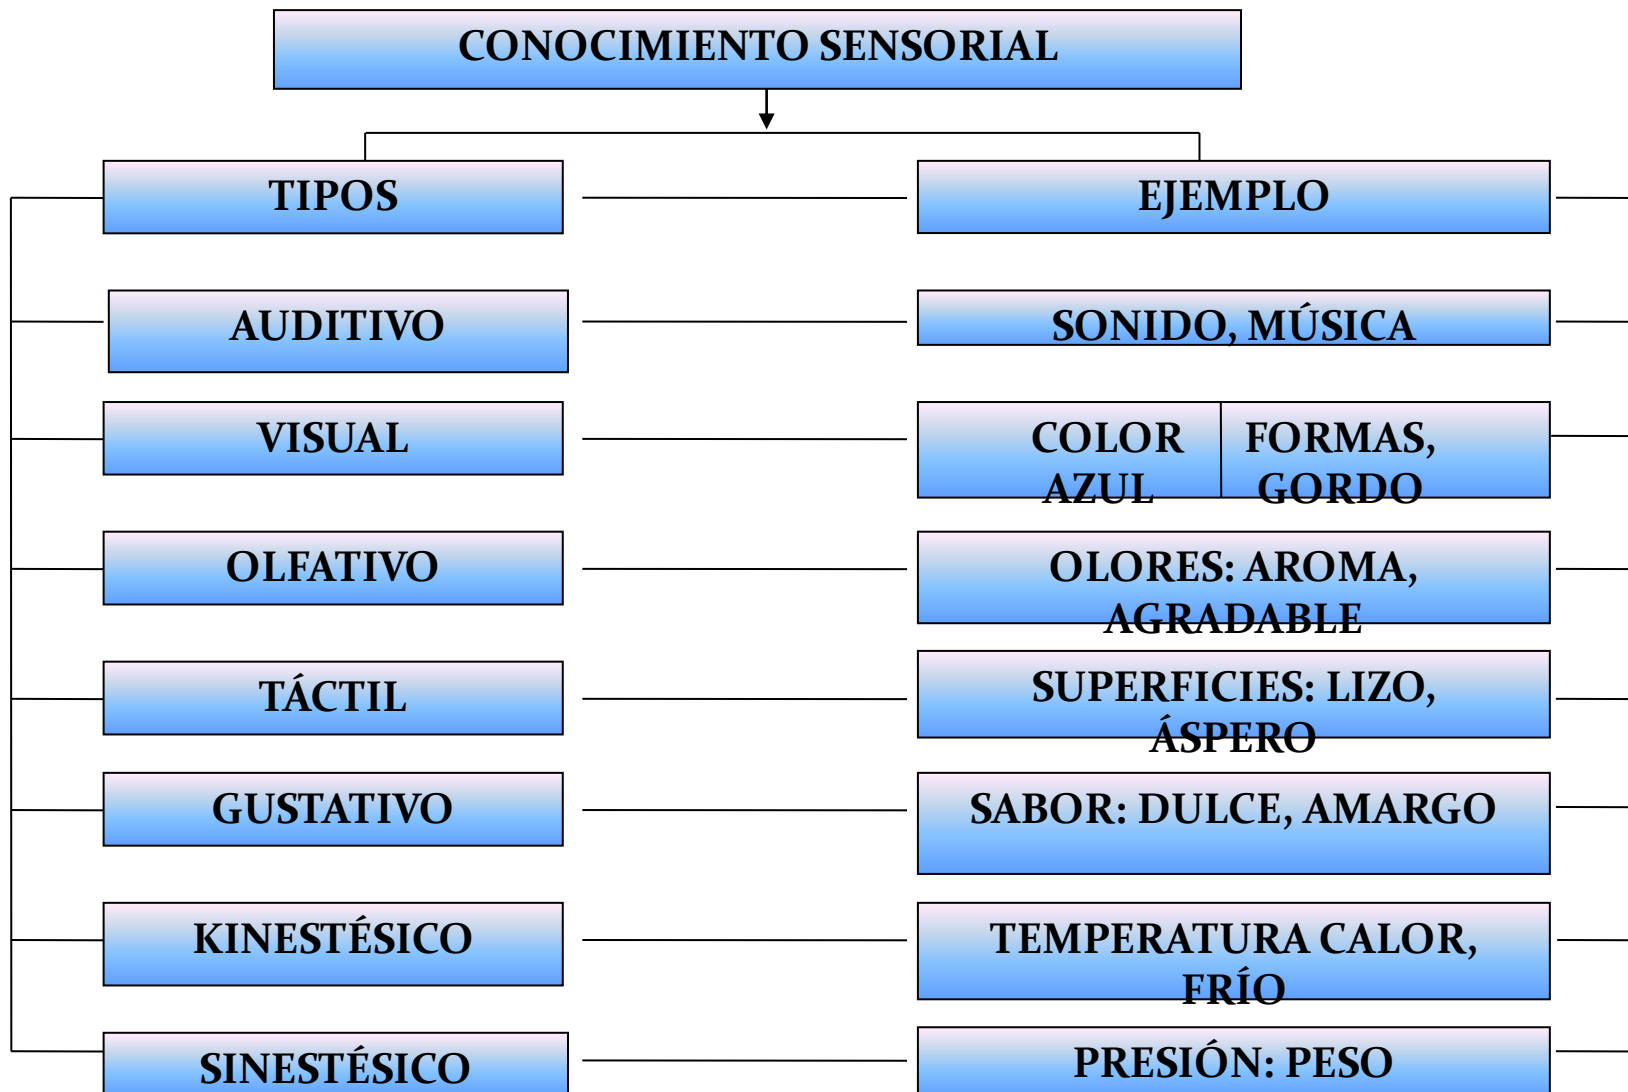 CONOCIMIENTO SENSORIAL
TIPOS
EJEMPLO
AUDITIVO
SONIDO, MÚSICA
VISUAL
COLOR
AZUL
FORMAS,
GORDO
OLFATIVO
OLORES: AROMA,
AGRADABLE
TÁCTIL
SUPERFICIES: LIZO,
ÁSPERO
GUSTATIVO
SABOR: DULCE, AMARGO
KINESTÉSICO
TEMPERATURA CALOR,
FRÍO
SINESTÉSICO
PRESIÓN: PESO